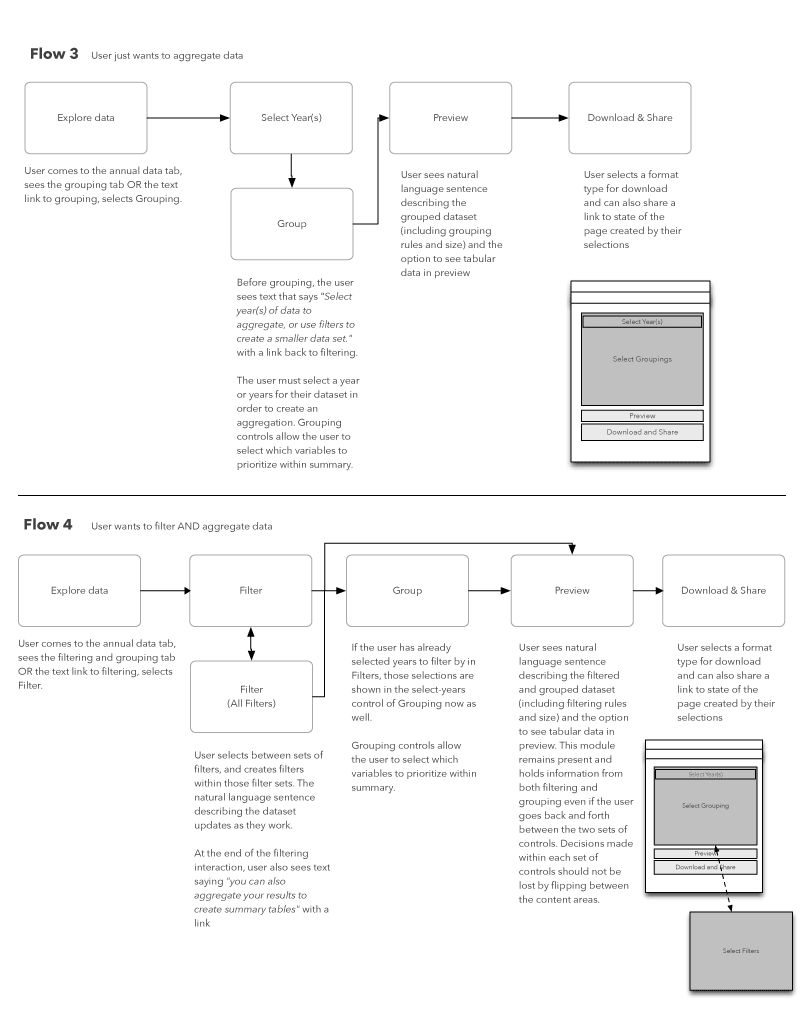 Flow 3 User just wants to aggregate data
Explore data
Select Year(s)
Preview
Download & Share
User comes to the annual data tab,
sees the grouping tab OR the text
link to grouping, selects Grouping.
Group
User sees natural
language sentence
describing the
grouped dataset
(including grouping
rules and size) and the
option to see tabular
data in preview
User selects a format
type for download
and can also share a
link to state of the
page created by their
selections
Before grouping, the user
sees text that says "Select
year(s) of data to
aggregate, or use filters to
create a smaller data set."
with a link back to filtering.
The user must select a year
or years for their dataset in
order to create an
aggregation. Grouping
controls allow the user to
select which variables to
prioritize within summary.
Select Year(s)
Select Groupings
Preview
Download and Share
Flow 4 User wants to filter AND aggregate data
Explore data
Filter
Group
Preview
Download & Share
User comes to the annual data tab,
sees the filtering and grouping tab
OR the text link to filtering, selects
Filter.
Filter
(All Filters)
User selects between sets of
filters, and creates filters
within those filter sets. The
natural language sentence
describing the dataset
updates as they work.
At the end of the filtering
interaction, user also sees text
saying "you can also
aggregate your results to
create summary tables" with a
link
If the user has already
selected years to filter by in
Filters, those selections are
shown in the select-years
control of Grouping now as
well.
Grouping controls allow
the user to select which
variables to prioritize within
summary.
User sees natural
language sentence
describing the filtered
and grouped dataset
(including filtering rules
and size) and the option
to see tabular data in
preview. This module
remains present and
holds information from
both filtering and
grouping even if the user
goes back and forth
between the two sets of
controls. Decisions made
within each set of
controls should not be
lost by flipping between
the content areas.
User selects a format
type for download
and can also share a
link to state of the
page created by their
selections
Select Year(s)
Select Grouping
Preview
Download and Share
Select Filters